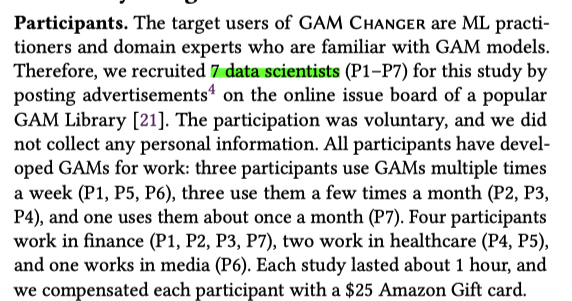 Participants. The target users of GAM CHANGER are ML practi-
tioners and domain experts who are familiar with GAM models.
Therefore, we recruited 7 data scientists (P1–P7) for this study by
posting advertisements4 on the online issue board of a popular
GAM Library [21]. The participation was voluntary, and we did
not collect any personal information. All participants have devel-
oped GAMs for work: three participants use GAMs multiple times
a week (P1, P5, P6), three use them a few times a month (P2, P3,
P4), and one uses them about once a month (P7). Four participants
work in finance (P1, P2, P3, P7), two work in healthcare (P4, P5),
and one works in media (P6). Each study lasted about 1 hour, and
we compensated each participant with a $25 Amazon Gift card.